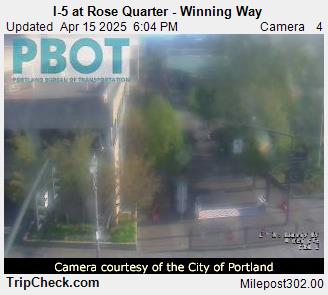 I-5 at Rose Quarter - Winning Way
Updated Apr 15 2025 6:04 PM Camera 4
PBOT
PORTLAND BUREAU OF TRANSPORTATION
Camera courtesy of the City of Portland
TripCheck.com Milepost302.00